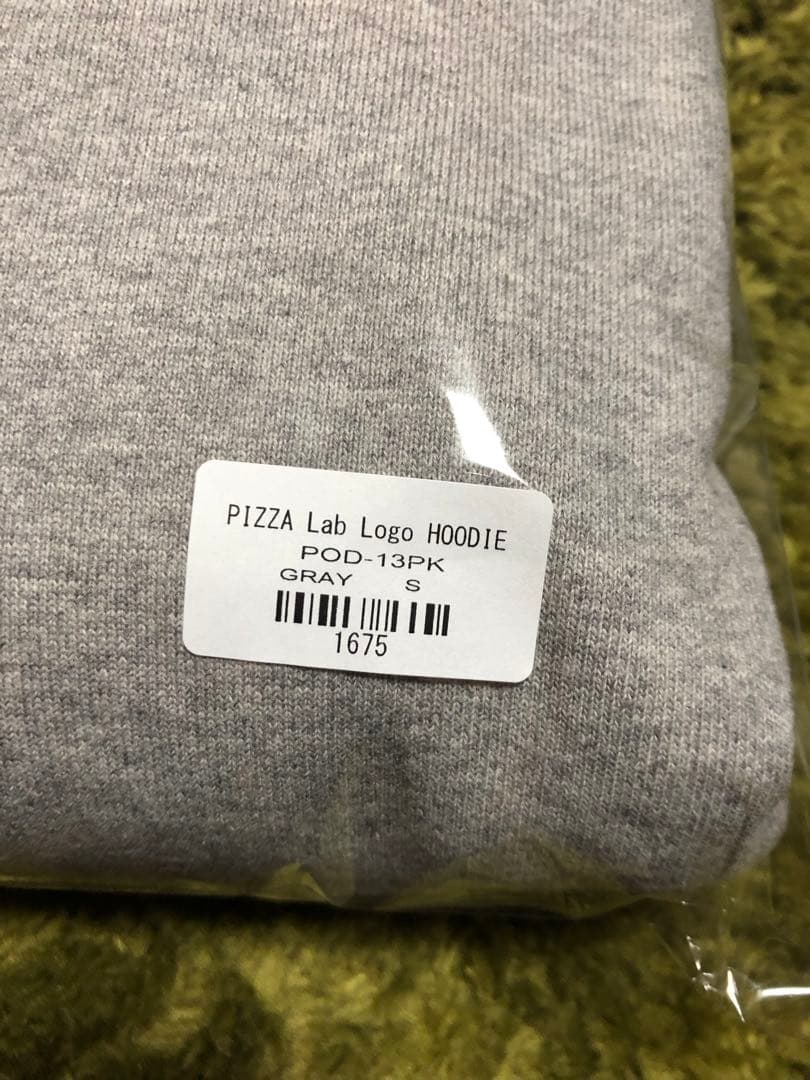 PIZZA Lab Logo HOODIE
POD-13PK
GRAY S
1675